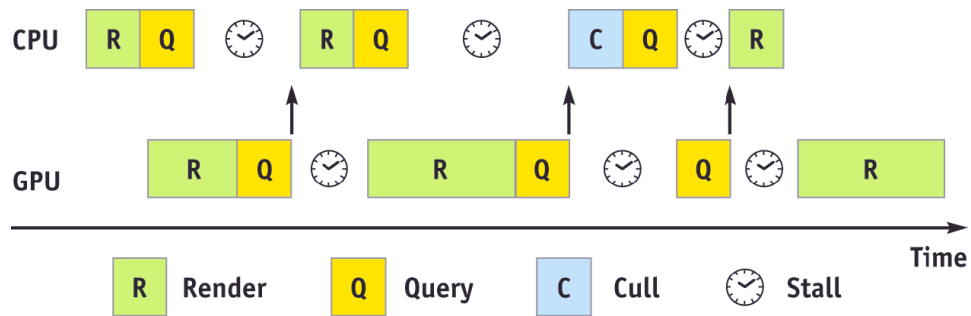 CPU R Q R Q C Q R
GPU R Q R Q Q R
Time
R Render Q Query C Cull Stall